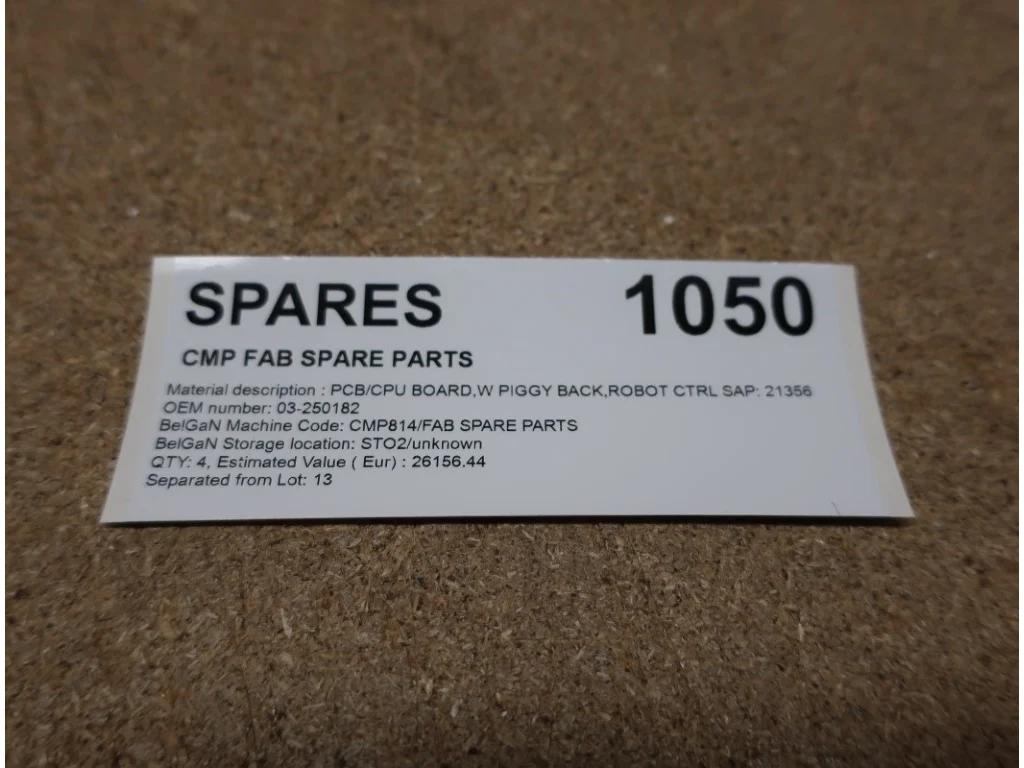 SPARES 1050
CMP FAB SPARE PARTS
Material description : PCB/CPU BOARD,W PIGGY BACK,ROBOT CTRL SAP: 21356
OEM number: 03-250182
BelGaN Machine Code: CMP814/FAB SPARE PARTS
BelGaN Storage location: STO2/unknown
QTY: 4, Estimated Value ( Eur) : 26156.44
Separated from Lot: 13